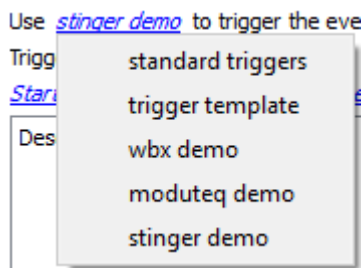 Use stinger demo to trigger the eve
Trigg
standard triggers
Start
trigger template
Des
wbx demo
moduteq demo
stinger demo